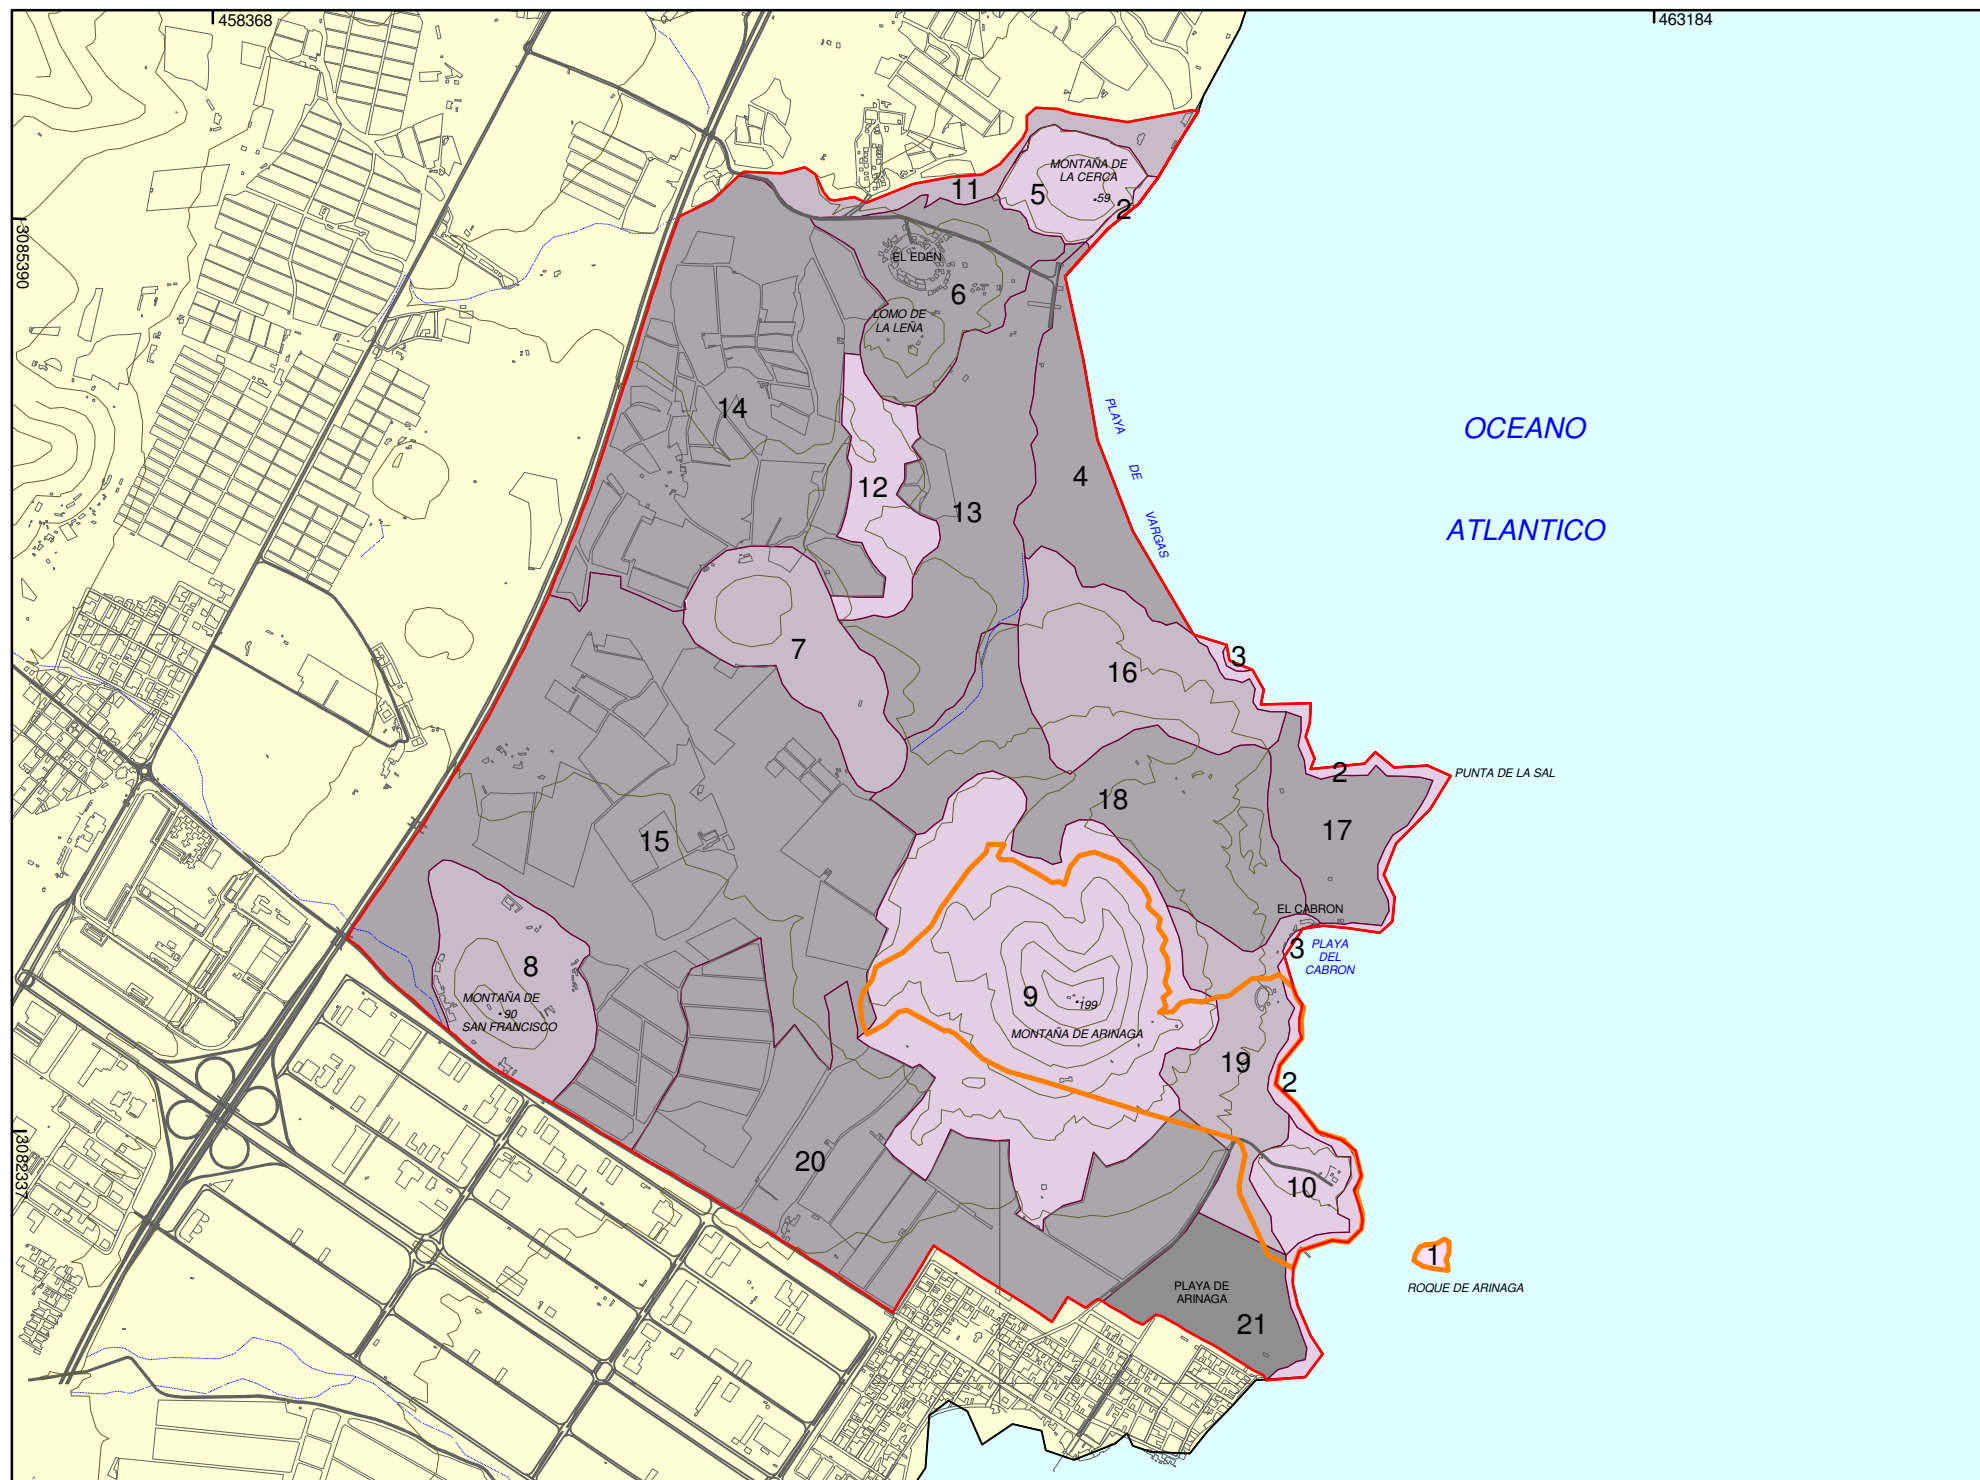 458368
463184
3085390
3082337
MONTAÑA DE
LA CERCA
59
11
5
2
EL EDEN
6
LOMO DE
LA LEÑA
14
12
13
4
PLAYA DE VARGAS
OCEANO
ATLANTICO
7
16
3
2
PUNTA DE LA SAL
18
17
15
EL CABRON
3
PLAYA
DEL
CABRON
8
MONTAÑA DE
90
SAN FRANCISCO
9
199
MONTAÑA DE ARINAGA
19
2
20
10
1
ROQUE DE ARINAGA
PLAYA DE
ARINAGA
21